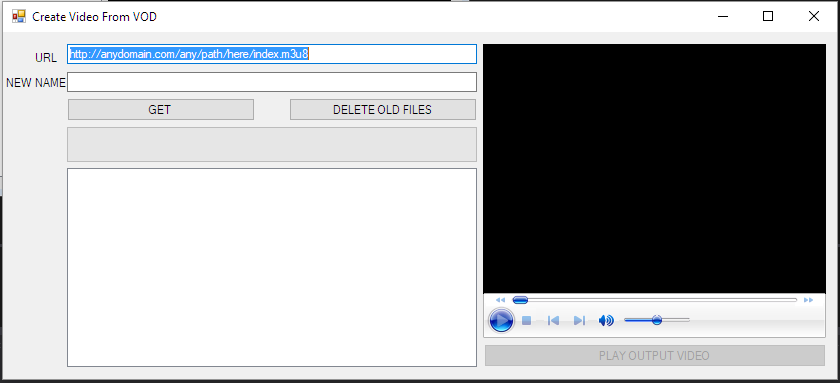 Create Video From VOD
URL http://anydomain.com/any/path/here/index.m3u8
NEW NAME
GET DELETE OLD FILES
PLAY OUTPUT VIDEO